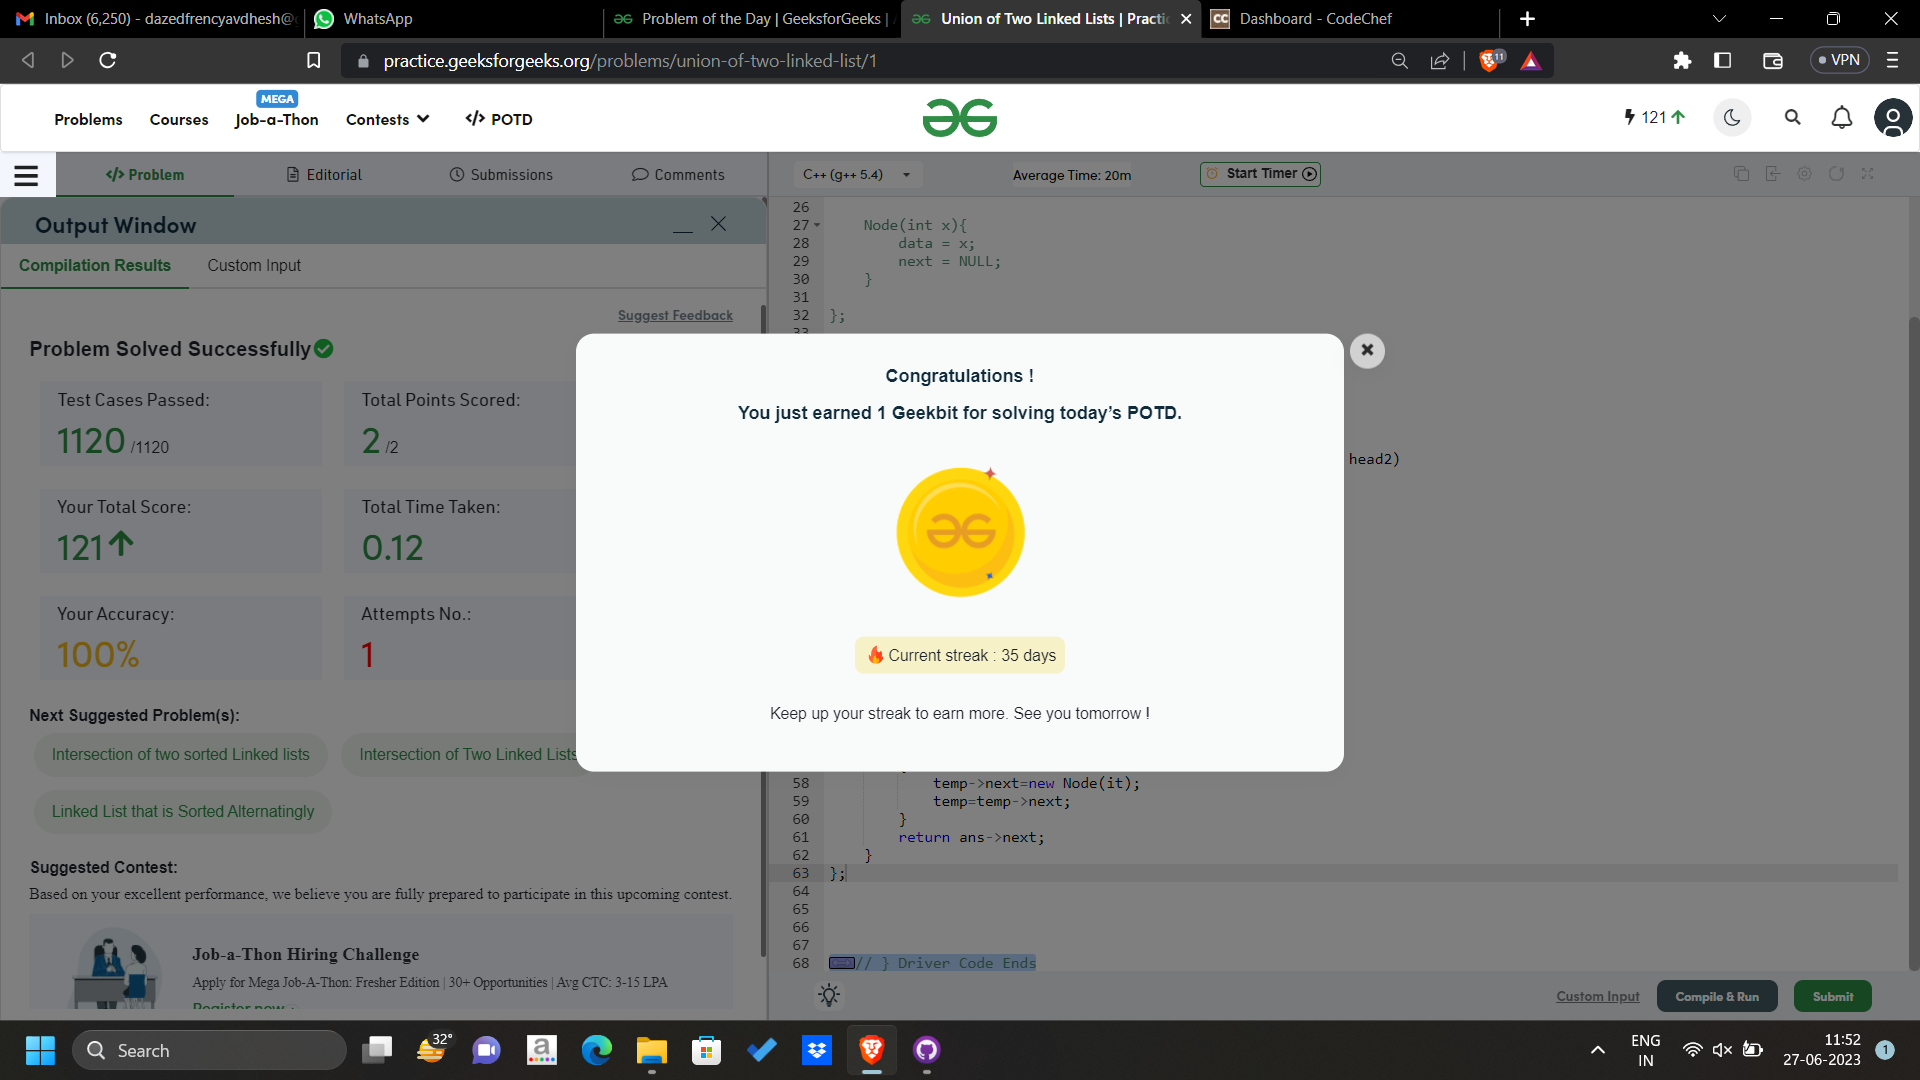 Inbox (6,250) - dazedfrencyavdhesh@
WhatsApp
Problem of the Day | GeeksforGeeks |
Union of Two Linked Lists | Practic
CC
Dashboard - CodeChef
practice.geeksforgeeks.org/problems/union-of-two-linked-list/1
11
VPN
Problems
Courses
MEGA
Job-a-Thon
Contests
</> POTD
121
</> Problem
Editorial
Submissions
Comments
C++ (g++ 5.4)
Average Time: 20m
Start Timer
Output Window
Compilation Results
Custom Input
Suggest Feedback
Problem Solved Successfully
Test Cases Passed:
1120 /1120
Total Points Scored:
2 /2
Your Total Score:
121
Total Time Taken:
0.12
Your Accuracy:
100%
Attempts No.:
1
Next Suggested Problem(s):
Intersection of two sorted Linked lists
Intersection of Two Linked Lists
Linked List that is Sorted Alternatingly
Suggested Contest:
Based on your excellent performance, we believe you are fully prepared to participate in this upcoming contest.
Job-a-Thon Hiring Challenge
Apply for Mega Job-A-Thon: Fresher Edition | 30+ Opportunities | Avg CTC: 3-15 LPA
Register now
26
27 Node(int x){
28 data = x;
29 next = NULL;
30 }
31
32 };
33
head2)
Congratulations !
You just earned 1 Geekbit for solving today's POTD.
Current streak : 35 days
Keep up your streak to earn more. See you tomorrow !
58 temp->next=new Node(it);
59 temp=temp->next;
60 }
61 return ans->next;
62 }
63 };
64
65
66
67
68 // } Driver Code Ends
Custom Input
Compile & Run
Submit
Search
32°
a
ENG
IN
11:52
27-06-2023
1